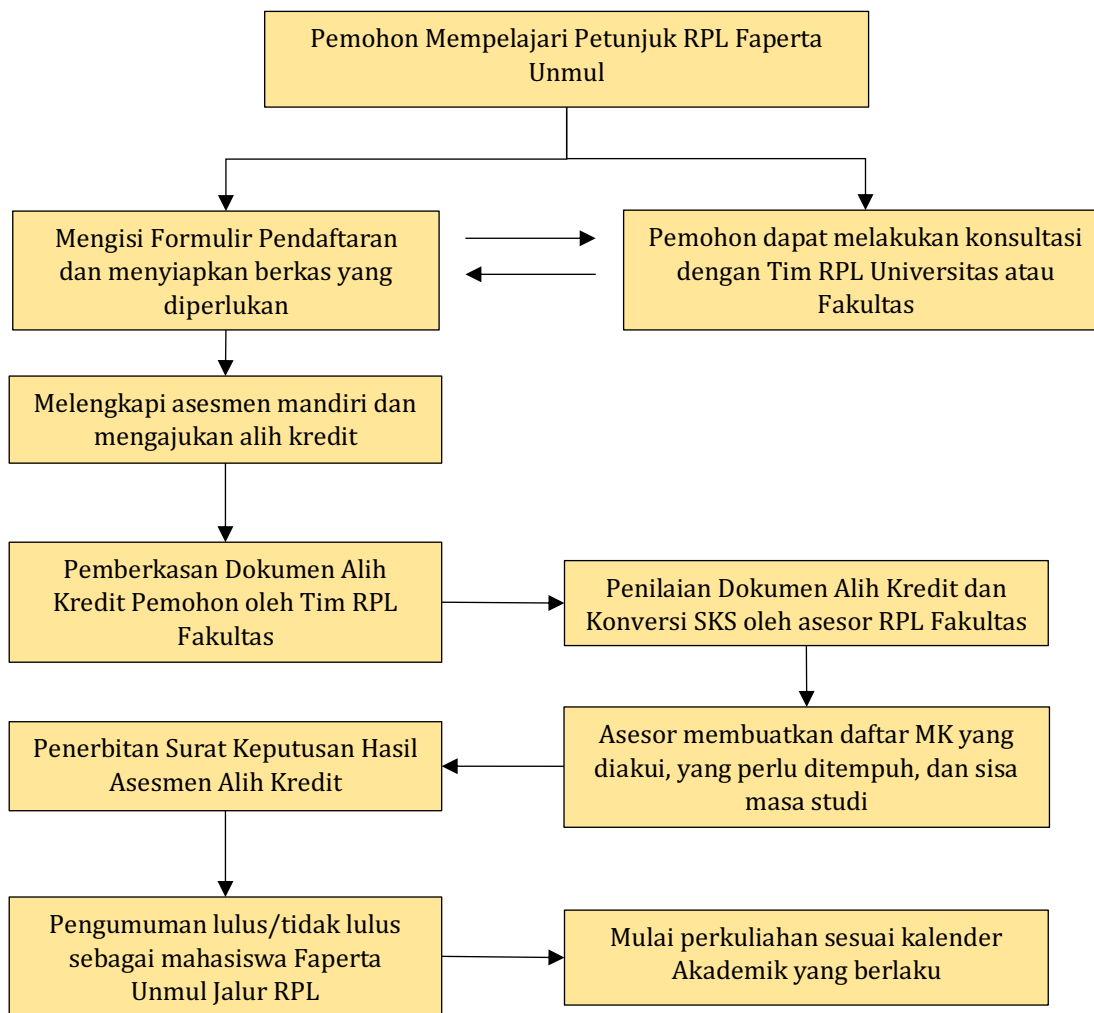 Pemohon Mempelajari Petunjuk RPL Faperta
Unmul
Mengisi Formulir Pendaftaran
dan menyiapkan berkas yang
diperlukan
Pemohon dapat melakukan konsultasi
dengan Tim RPL Universitas atau
Fakultas
Melengkapi asesmen mandiri dan
mengajukan alih kredit
Pemberkasan Dokumen Alih
Kredit Pemohon oleh Tim RPL
Fakultas
Penilaian Dokumen Alih Kredit dan
Konversi SKS oleh asesor RPL Fakultas
Asesor membuatkan daftar MK yang
diakui, yang perlu ditempuh, dan sisa
masa studi
Penerbitan Surat Keputusan Hasil
Asesmen Alih Kredit
Pengumuman lulus/tidak lulus
sebagai mahasiswa Faperta
Unmul Jalur RPL
Mulai perkuliahan sesuai kalender
Akademik yang berlaku